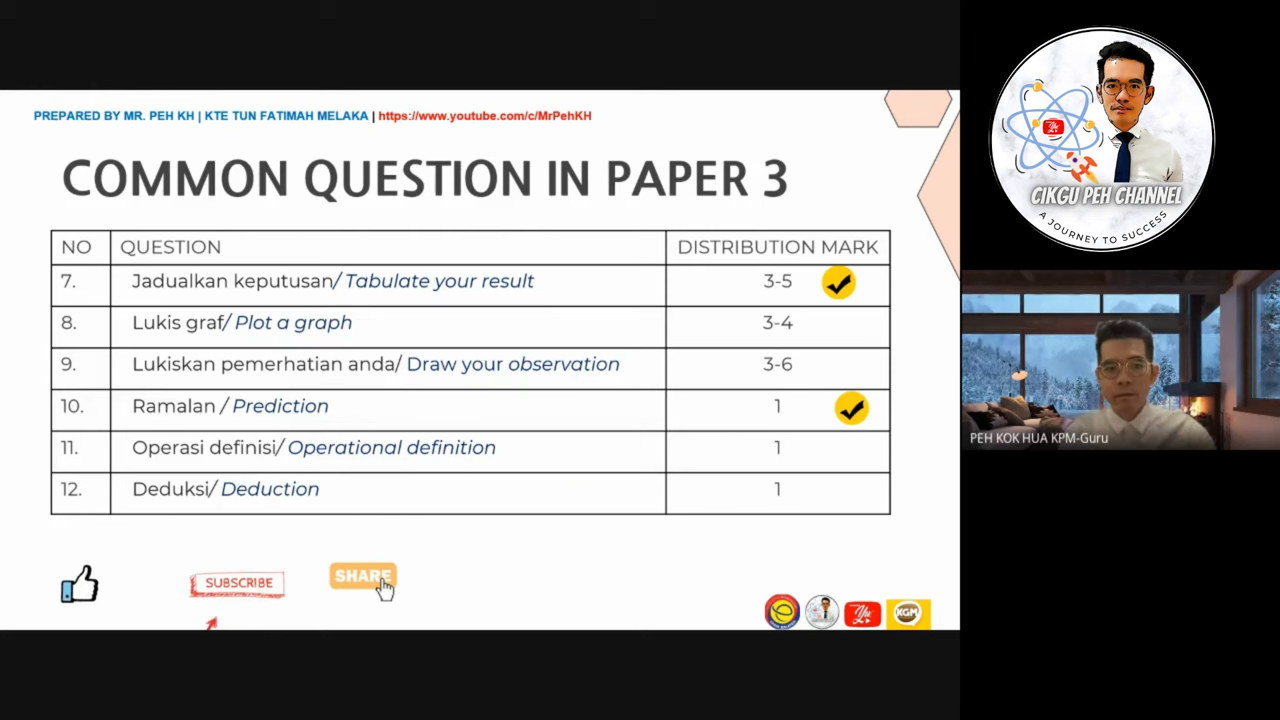 PREPARED BY MR. PEH KH | KTE TUN FATIMAH MELAKA | https://www.youtube.com/c/MrPehKH
COMMON QUESTION IN PAPER 3
NO QUESTION DISTRIBUTION MARK
7. Jadualkan keputusan/ Tabulate your result 3-5
8. Lukis graf/ Plot a graph 3-4
9. Lukiskan pemerhatian anda/ Draw your observation 3-6
10. Ramalan / Prediction 1
11. Operasi definisi/ Operational definition 1
12. Deduksi/ Deduction 1
SUBSCRIBE
SHARE
KGM
CIKGU PEH CHANNEL
A JOURNEY TO SUCCESS
PEH KOK HUA KPM-Guru